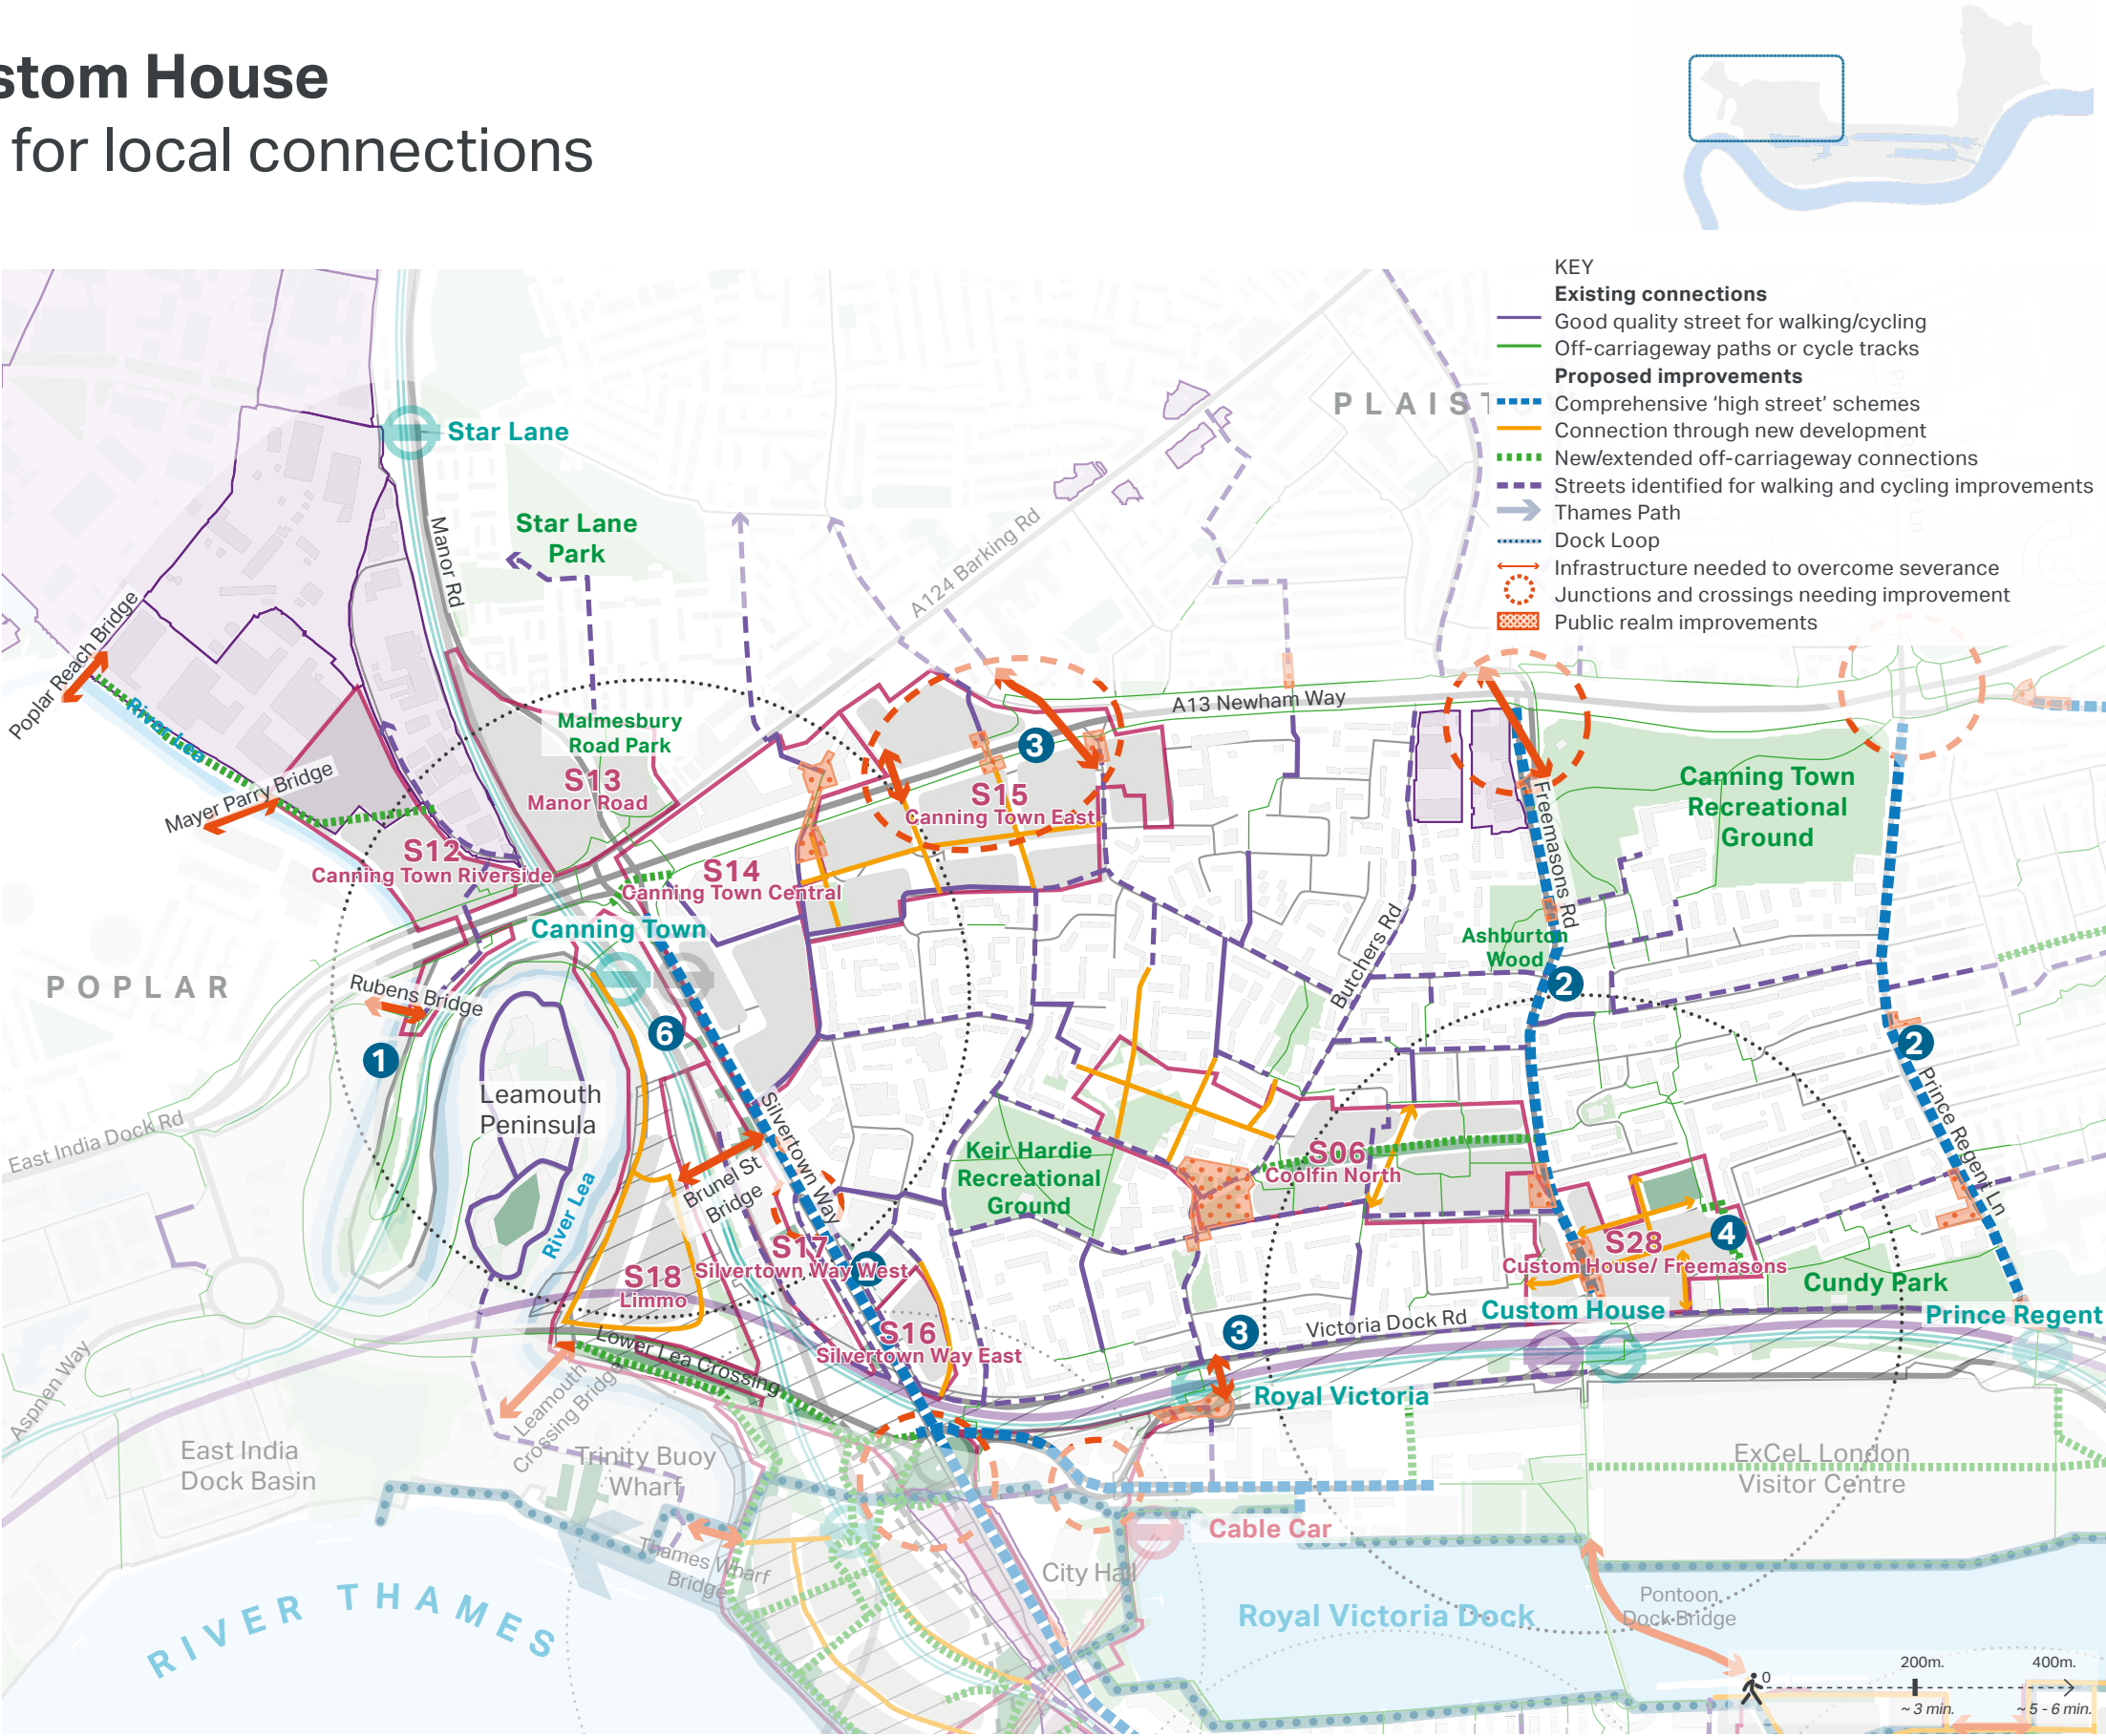 stom House
for local connections
KEY
Existing connections
Good quality street for walking/cycling
Off-carriageway paths or cycle tracks
Proposed improvements
Comprehensive ‘high street’ schemes
Connection through new development
New/extended off-carriageway connections
Streets identified for walking and cycling improvements
Thames Path
Dock Loop
Infrastructure needed to overcome severance
Junctions and crossings needing improvement
Public realm improvements
Star Lane
Manor Rd
Star Lane
Park
A124 Barking Rd
Poplar Reach Bridge
River Lea
Mayer Parry Bridge
Malmesbury
Road Park
S13
Manor Road
A13 Newham Way
3
S15
Canning Town East
S12
Canning Town Riverside
S14
Canning Town Central
Canning Town
Canning Town
Recreational
Ground
Freemasons Rd
Butchers Rd
Ashburton
Wood
2
POPLAR
Rubens Bridge
1
6
2
Prince Regent Ln
Leamouth
Peninsula
East India Dock Rd
Silvertown Way
Brunel St
Bridge
River Lea
Keir Hardie
Recreational
Ground
S06
Coolfin North
S17
Silvertown Way West
S18
Limmo
S28
Custom House/ Freemasons
4
Cundy Park
Custom House
Prince Regent
Victoria Dock Rd
3
S16
Silvertown Way East
Lower Lea Crossing
Royal Victoria
Aspnen Way
Leamouth
Crossing Bridge
East India
Dock Basin
Trinity Buoy
Wharf
ExCeL London
Visitor Centre
Cable Car
Thames Wharf
Bridge
City Hall
Royal Victoria Dock
Pontoon
Dock Bridge
RIVER THAMES
0
200m.
400m.
~ 3 min.
~ 5 - 6 min.